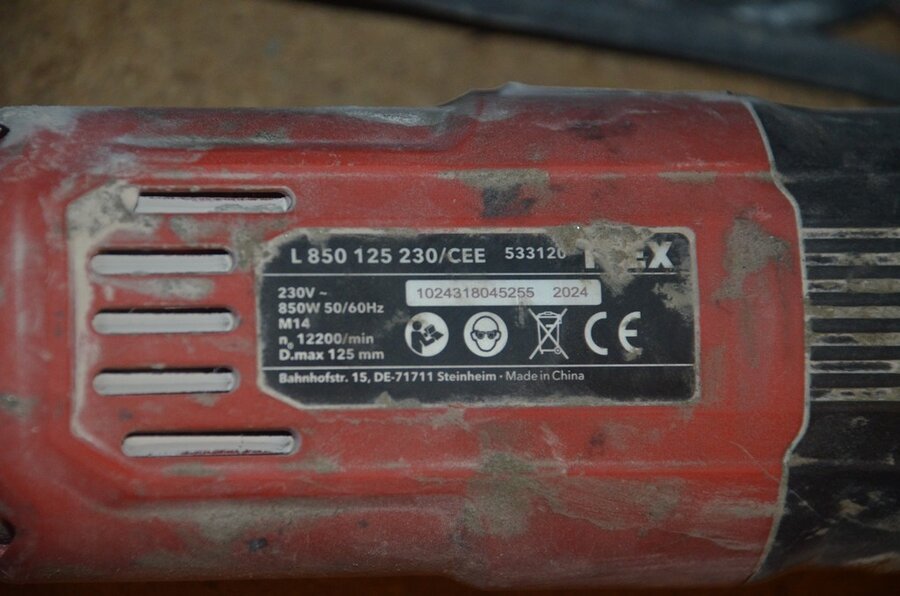 L 850 125 230/CEE 533120
230V ~
850W 50/60Hz
M14
n₀ 12200/min
D.max 125 mm
1024318045255 2024
CE
Bahnhofstr. 15, DE-71711 Steinheim · Made in China